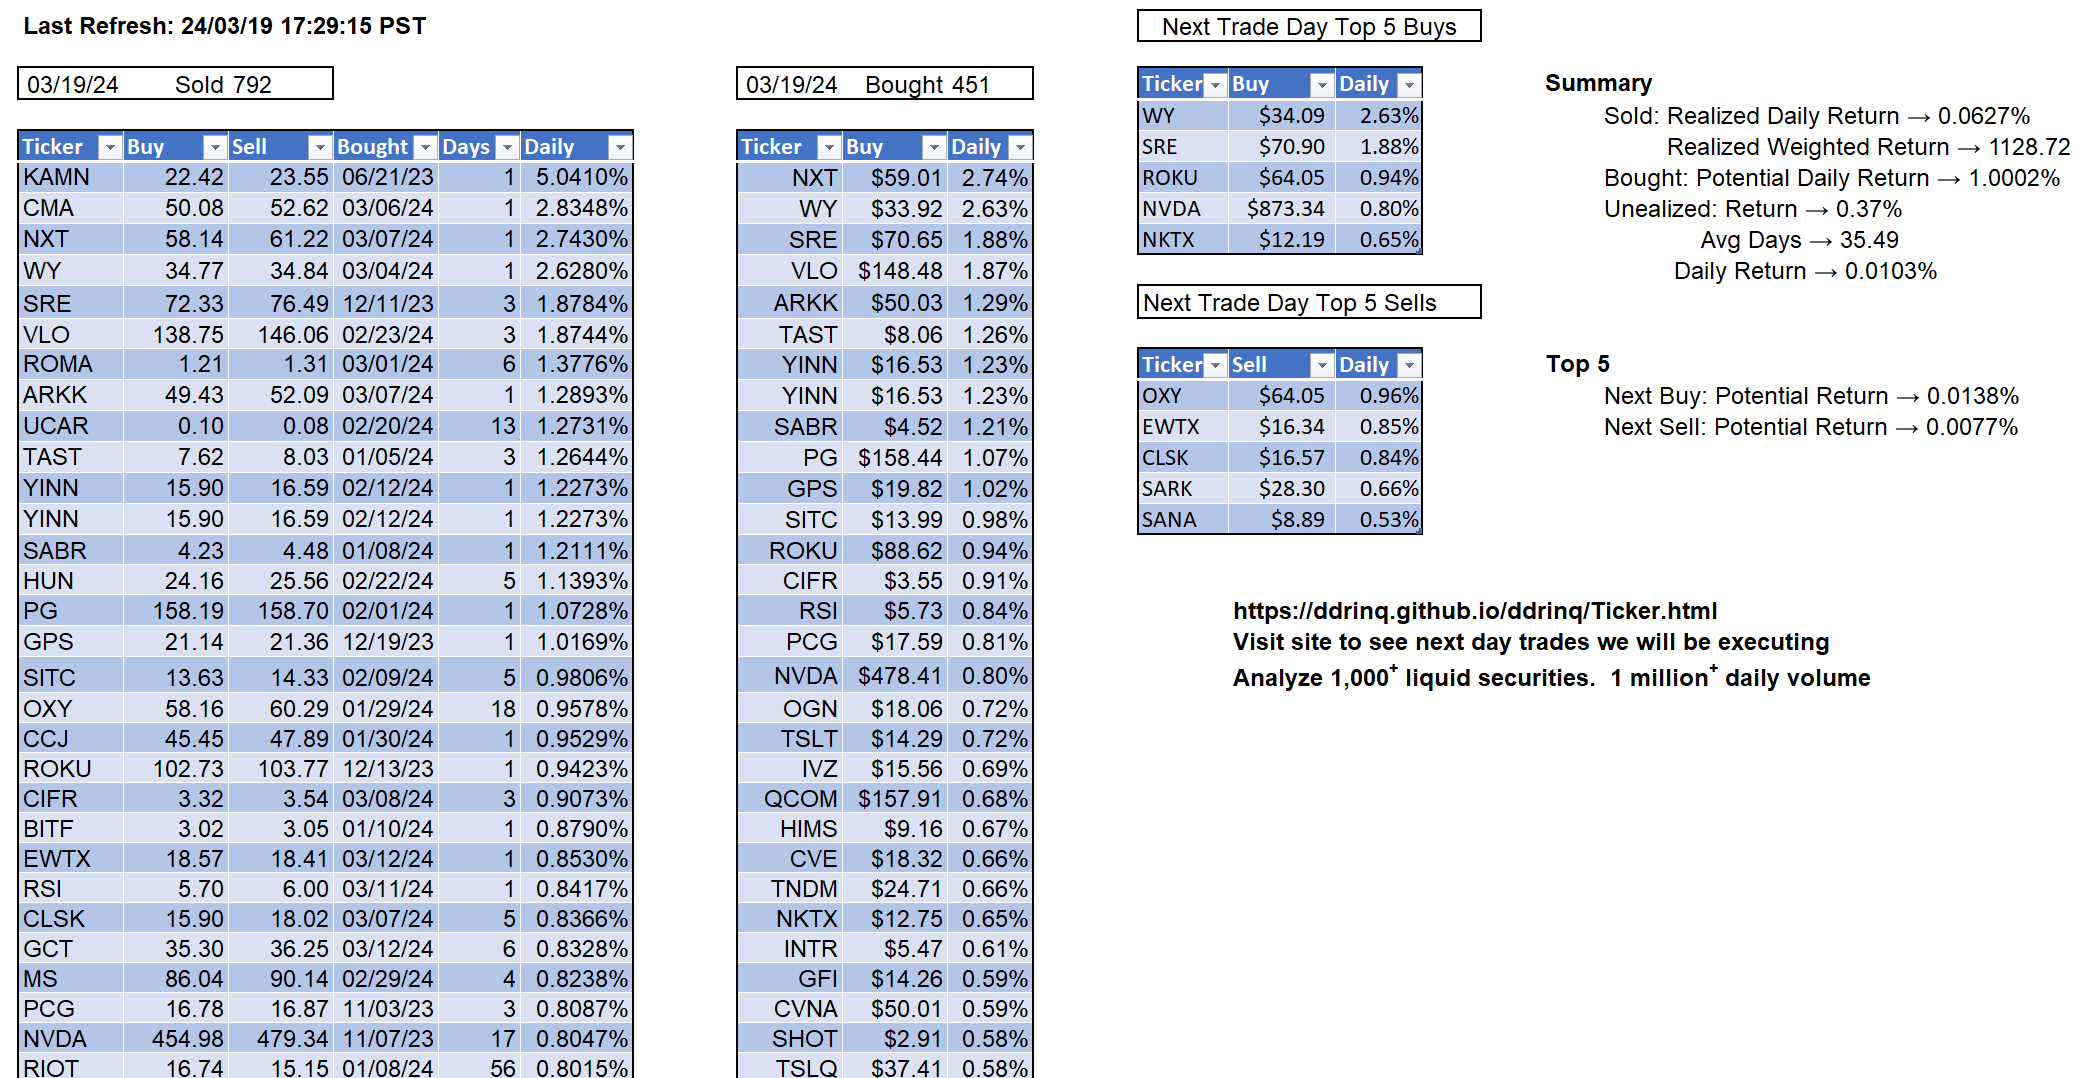 Last Refresh: 24/03/19 17:29:15 PST
03/19/24 Sold 792
Ticker Buy Sell Bought Days Daily
KAMN 22.42 23.55 06/21/23 1 5.0410%
CMA 50.08 52.62 03/06/24 1 2.8348%
NXT 58.14 61.22 03/07/24 1 2.7430%
WY 34.77 34.84 03/04/24 1 2.6280%
SRE 72.33 76.49 12/11/23 3 1.8784%
VLO 138.75 146.06 02/23/24 3 1.8744%
ROMA 1.21 1.31 03/01/24 6 1.3776%
ARKK 49.43 52.09 03/07/24 1 1.2893%
UCAR 0.10 0.08 02/20/24 13 1.2731%
TAST 7.62 8.03 01/05/24 3 1.2644%
YINN 15.90 16.59 02/12/24 1 1.2273%
YINN 15.90 16.59 02/12/24 1 1.2273%
SABR 4.23 4.48 01/08/24 1 1.2111%
HUN 24.16 25.56 02/22/24 5 1.1393%
PG 158.19 158.70 02/01/24 1 1.0728%
GPS 21.14 21.36 12/19/23 1 1.0169%
SITC 13.63 14.33 02/09/24 5 0.9806%
OXY 58.16 60.29 01/29/24 18 0.9578%
CCJ 45.45 47.89 01/30/24 1 0.9529%
ROKU 102.73 103.77 12/13/23 1 0.9423%
CIFR 3.32 3.54 03/08/24 3 0.9073%
BITF 3.02 3.05 01/10/24 1 0.8790%
EWTX 18.57 18.41 03/12/24 1 0.8530%
RSI 5.70 6.00 03/11/24 1 0.8417%
CLSK 15.90 18.02 03/07/24 5 0.8366%
GCT 35.30 36.25 03/12/24 6 0.8328%
MS 86.04 90.14 02/29/24 4 0.8238%
PCG 16.78 16.87 11/03/23 3 0.8087%
NVDA 454.98 479.34 11/07/23 17 0.8047%
RIOT 16.74 15.15 01/08/24 56 0.8015%
03/19/24 Bought 451
Ticker Buy Daily
NXT $59.01 2.74%
WY $33.92 2.63%
SRE $70.65 1.88%
VLO $148.48 1.87%
ARKK $50.03 1.29%
TAST $8.06 1.26%
YINN $16.53 1.23%
YINN $16.53 1.23%
SABR $4.52 1.21%
PG $158.44 1.07%
GPS $19.82 1.02%
SITC $13.99 0.98%
ROKU $88.62 0.94%
CIFR $3.55 0.91%
RSI $5.73 0.84%
PCG $17.59 0.81%
NVDA $478.41 0.80%
OGN $18.06 0.72%
TSLT $14.29 0.72%
IVZ $15.56 0.69%
QCOM $157.91 0.68%
HIMS $9.16 0.67%
CVE $18.32 0.66%
TNDM $24.71 0.66%
NKTX $12.75 0.65%
INTR $5.47 0.61%
GFI $14.26 0.59%
CVNA $50.01 0.59%
SHOT $2.91 0.58%
TSLQ $37.41 0.58%
Next Trade Day Top 5 Buys
Ticker Buy Daily
WY $34.09 2.63%
SRE $70.90 1.88%
ROKU $64.05 0.94%
NVDA $873.34 0.80%
NKTX $12.19 0.65%
Next Trade Day Top 5 Sells
Ticker Sell Daily
OXY $64.05 0.96%
EWTX $16.34 0.85%
CLSK $16.57 0.84%
SARK $28.30 0.66%
SANA $8.89 0.53%
Summary
Sold: Realized Daily Return → 0.0627%
Realized Weighted Return → 1128.72
Bought: Potential Daily Return → 1.0002%
Unealized: Return → 0.37%
Avg Days → 35.49
Daily Return → 0.0103%
Top 5
Next Buy: Potential Return → 0.0138%
Next Sell: Potential Return → 0.0077%
https://ddrinq.github.io/ddrinq/Ticker.html
Visit site to see next day trades we will be executing
Analyze 1,000+ liquid securities. 1 million+ daily volume